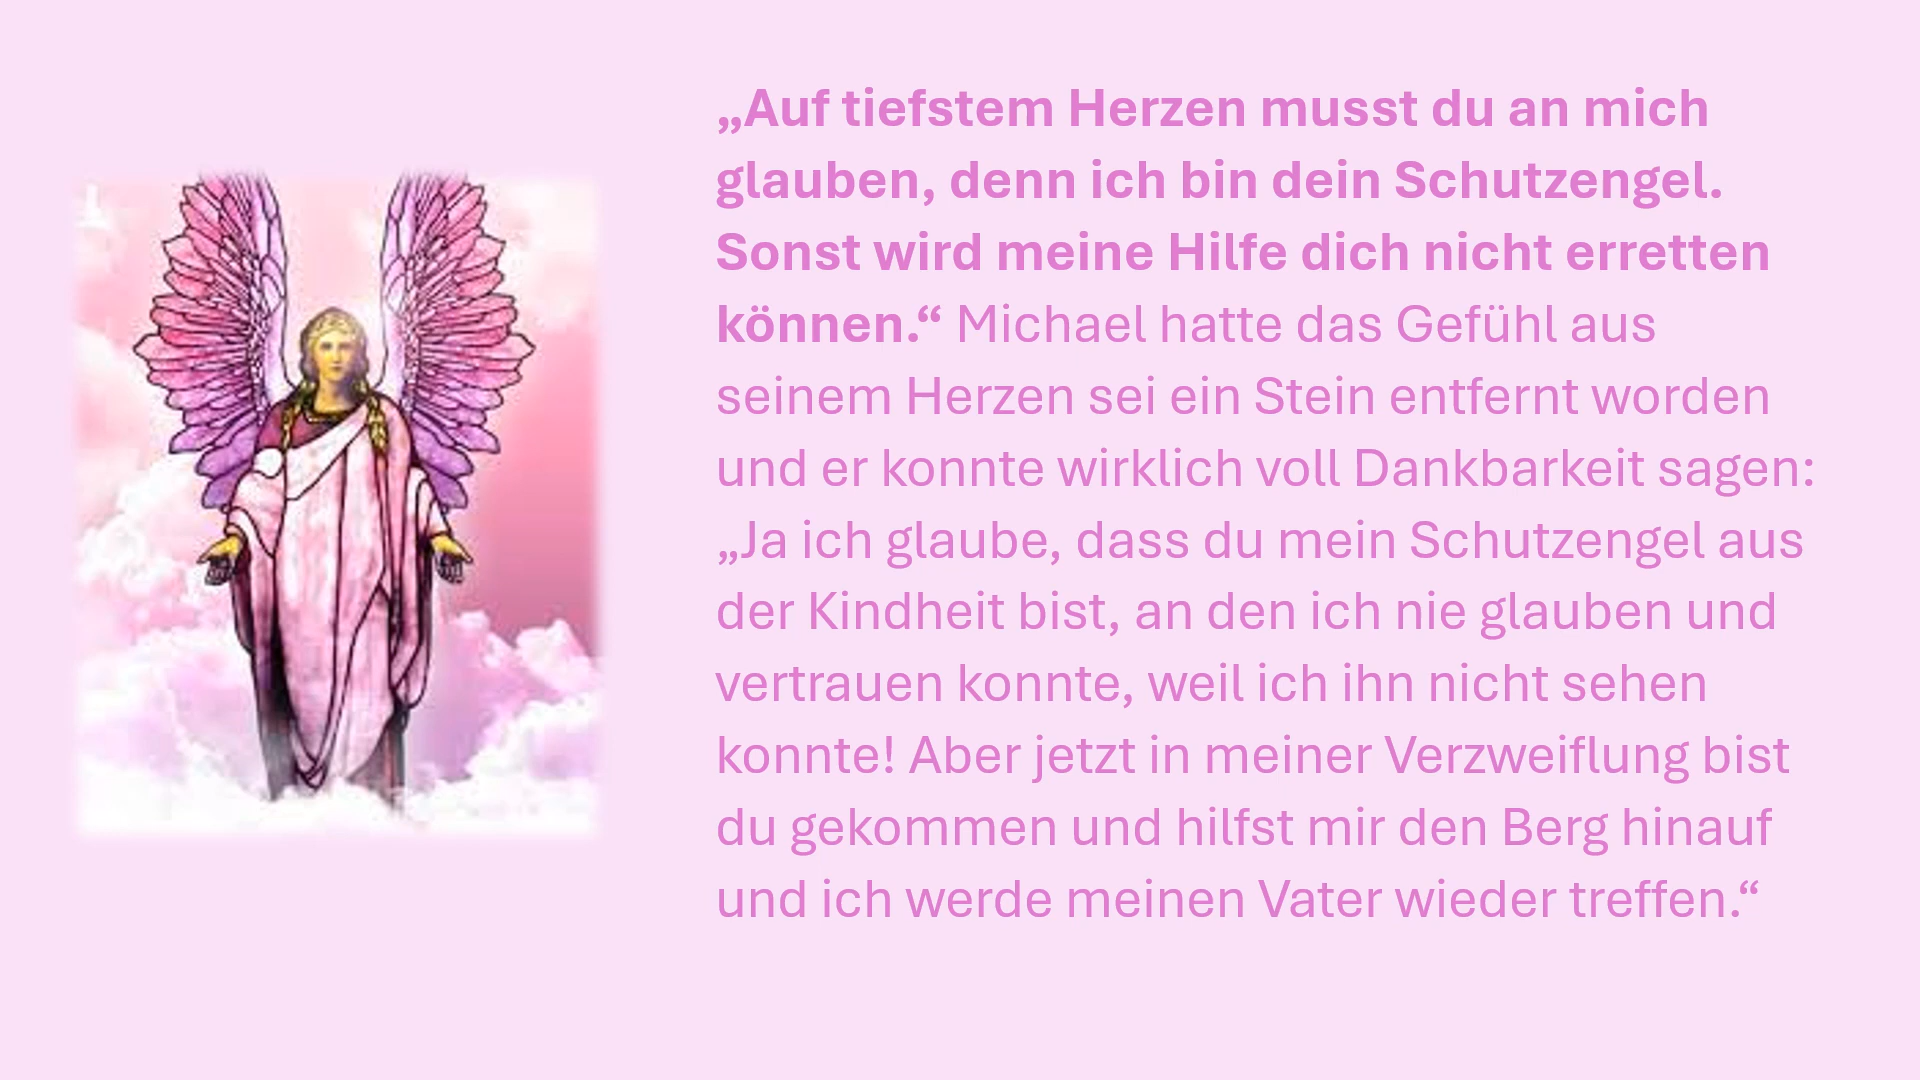 „Auf tiefstem Herzen musst du an mich
glauben, denn ich bin dein Schutzengel.
Sonst wird meine Hilfe dich nicht erretten
können.“ Michael hatte das Gefühl aus
seinem Herzen sei ein Stein entfernt worden
und er konnte wirklich voll Dankbarkeit sagen:
„Ja ich glaube, dass du mein Schutzengel aus
der Kindheit bist, an den ich nie glauben und
vertrauen konnte, weil ich ihn nicht sehen
konnte! Aber jetzt in meiner Verzweiflung bist
du gekommen und hilfst mir den Berg hinauf
und ich werde meinen Vater wieder treffen.“